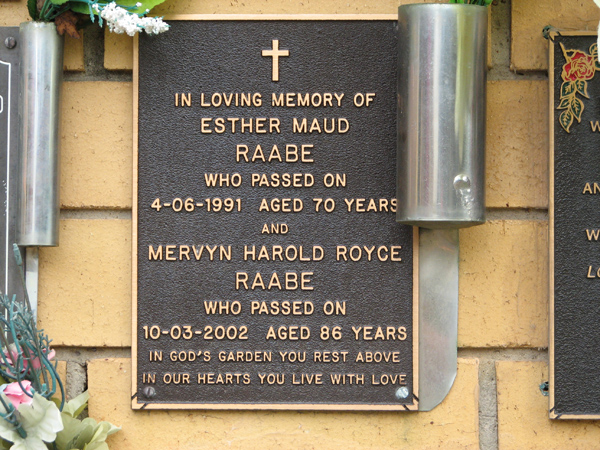 IN LOVING MEMORY OF
ESTHER MAUD
RAABE
WHO PASSED ON
4-06-1991 AGED 70 YEARS
AND
MERVYN HAROLD ROYCE
RAABE
WHO PASSED ON
10-03-2002 AGED 86 YEARS
IN GOD'S GARDEN YOU REST ABOVE
IN OUR HEARTS YOU LIVE WITH LOVE